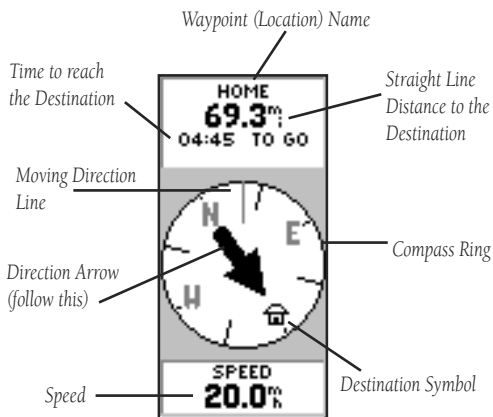 Waypoint (Location) Name
Time to reach
the Destination
Straight Line
Distance to the
Destination
HOME
69.3mi
04:45 TO GO
Moving Direction
Line
N
E
W
Compass Ring
Direction Arrow
(follow this)
Destination Symbol
SPEED
20.0mh
Speed